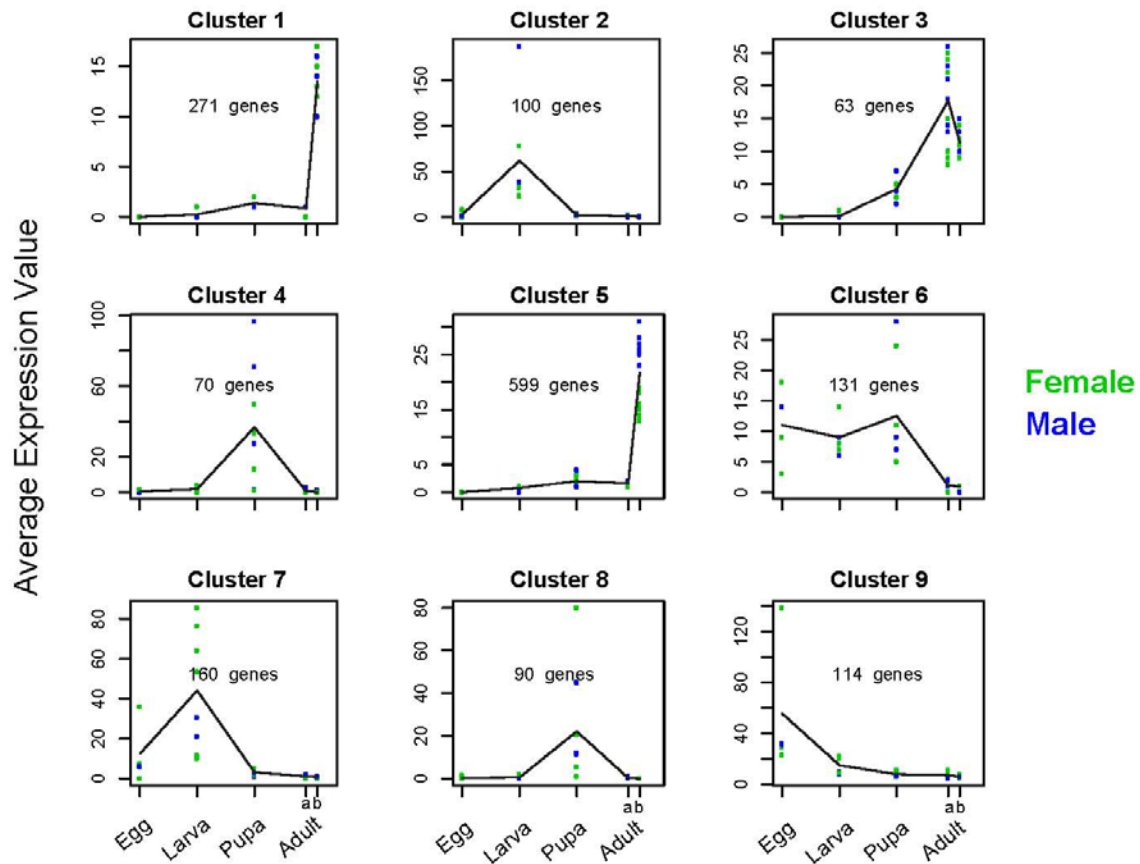 Average Expression Value
Cluster 1
15
10
5
0
271 genes
Cluster 2
150
100
50
0
100 genes
Cluster 3
25
20
15
10
5
0
63 genes
Cluster 4
100
60
20
0
70 genes
Cluster 5
25
15
5
0
599 genes
Cluster 6
25
20
15
10
5
0
131 genes
Female
Male
Cluster 7
80
60
40
20
0
160 genes
Cluster 8
80
60
40
20
0
90 genes
Cluster 9
120
80
40
0
114 genes
a b
Egg Larva Pupa Adult
a b
Egg Larva Pupa Adult
a b
Egg Larva Pupa Adult